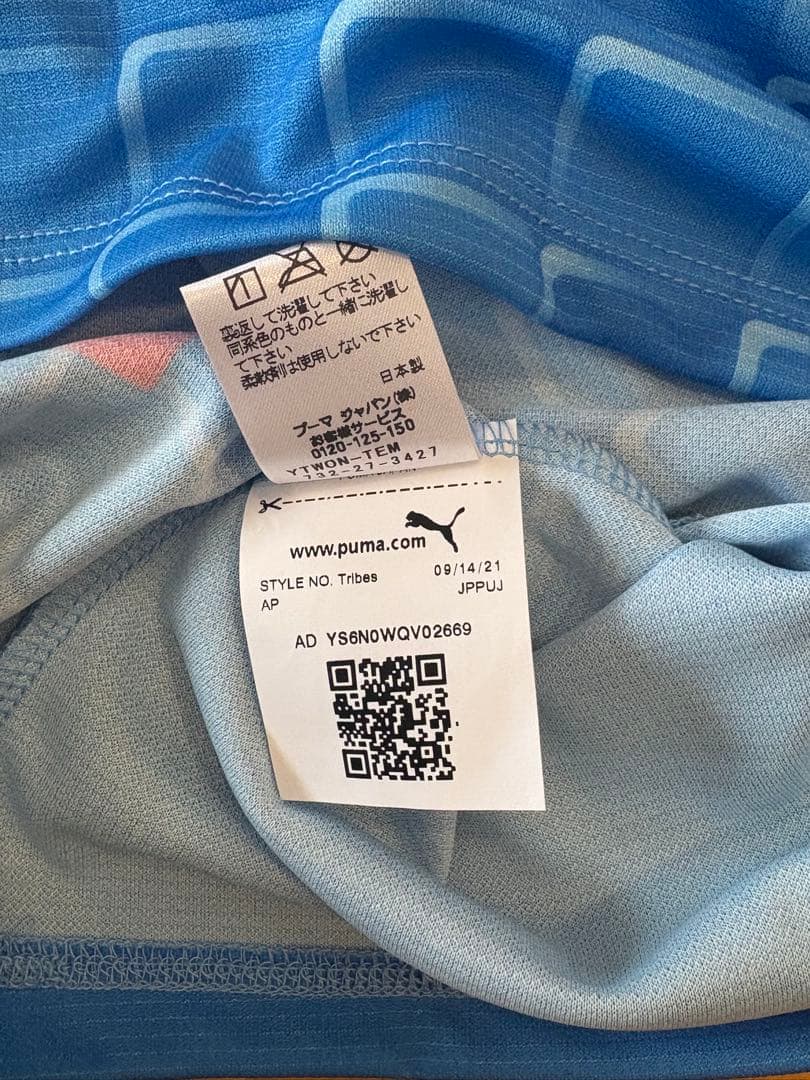 裏返して洗濯して下さい
同系色のものと一緒に洗濯し
て下さい
柔軟剤は使用しないで下さい
日本製
プーマ ジャパン(株)
お客様サービス
0120-125-150
YTWON-TEM
732-27-3427
www.puma.com
STYLE NO. Tribes 09/14/21
AP JPPUJ
AD YS6N0WQV02669